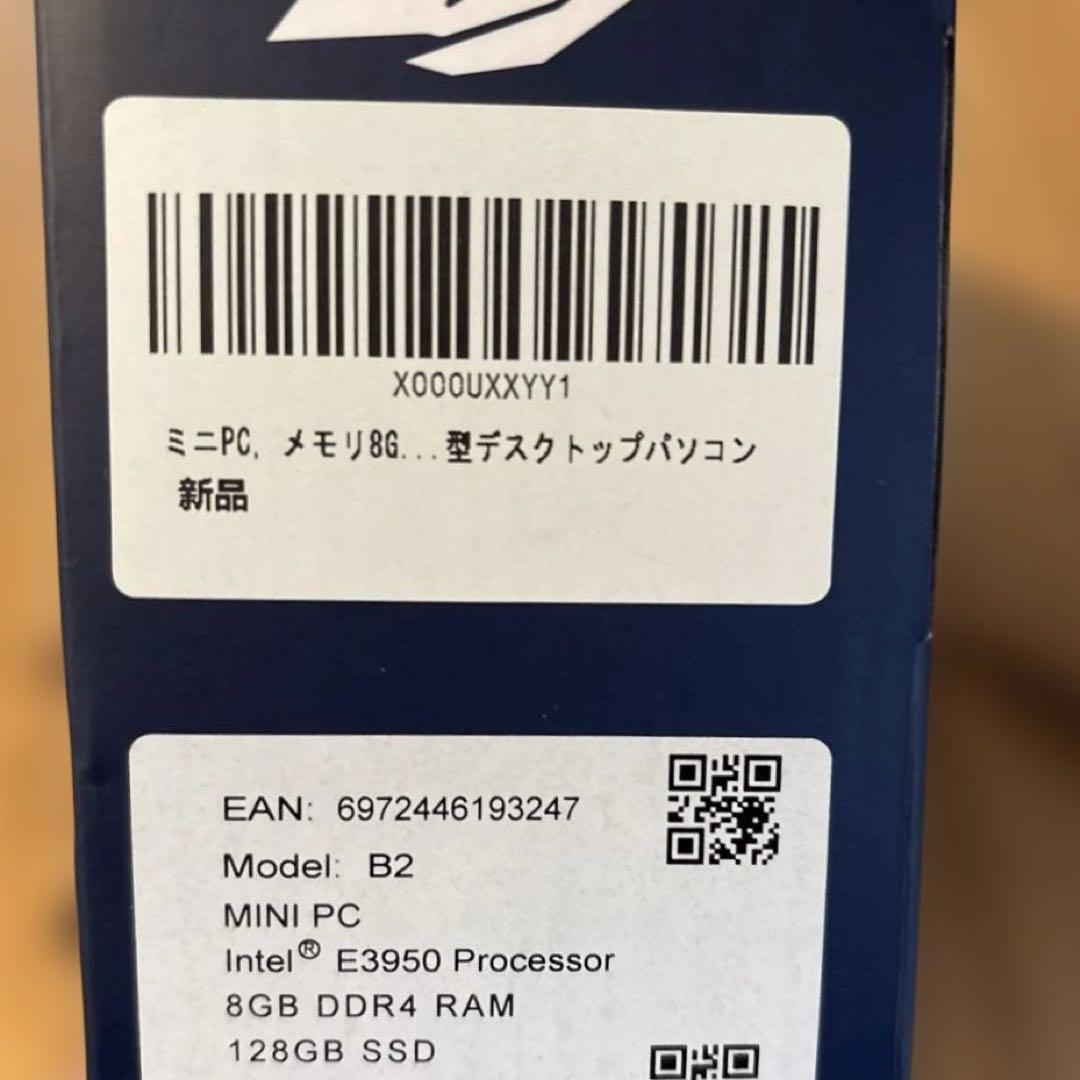 X000UXXYY1
ミニPC, メモリ8G...型デスクトップパソコン
新品
EAN: 6972446193247
Model: B2
MINI PC
Intel® E3950 Processor
8GB DDR4 RAM
128GB SSD